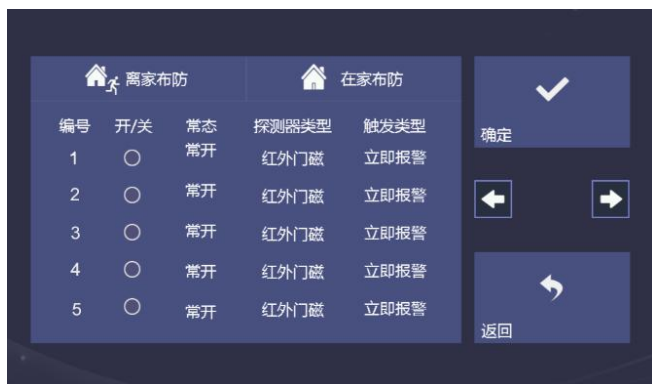 离家布防 在家布防
编号 开/关 常态 探测器类型 触发类型
1 常开 红外门磁 立即报警
2 常开 红外门磁 立即报警
3 常开 红外门磁 立即报警
4 常开 红外门磁 立即报警
5 常开 红外门磁 立即报警
确定
返回